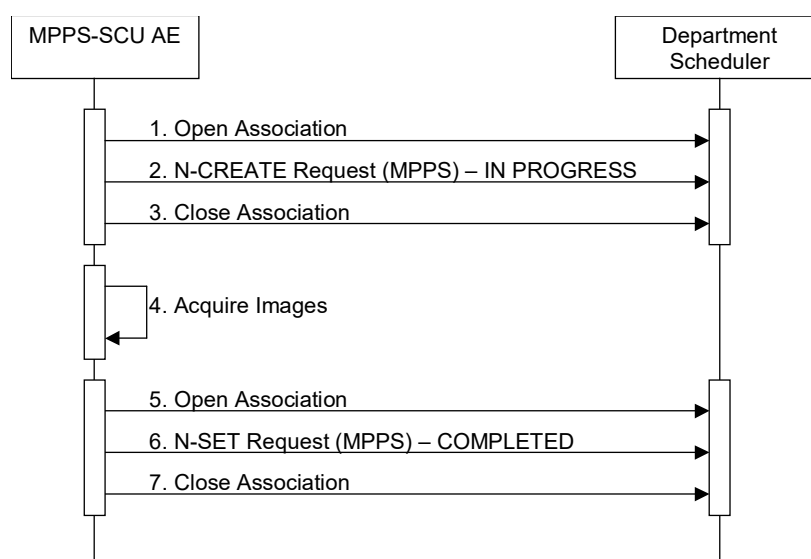 MPPS-SCU AE
Department
Scheduler
1. Open Association
2. N-CREATE Request (MPPS) – IN PROGRESS
3. Close Association
4. Acquire Images
5. Open Association
6. N-SET Request (MPPS) – COMPLETED
7. Close Association